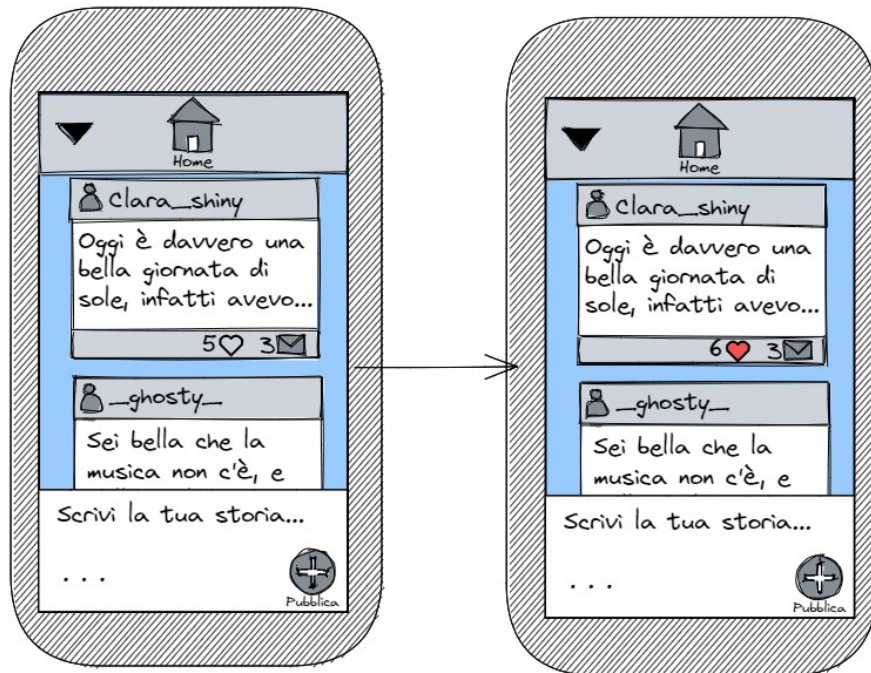 Home
Clara_shiny
Oggi è davvero una
bella giornata di
sole, infatti avevo...
5 3
_ghosty_
Sei bella che la
musica non c'è, e
Scrivi la tua storia...
...
Pubblica
Home
Clara_shiny
Oggi è davvero una
bella giornata di
sole, infatti avevo...
6 3
_ghosty_
Sei bella che la
musica non c'è, e
Scrivi la tua storia...
...
Pubblica